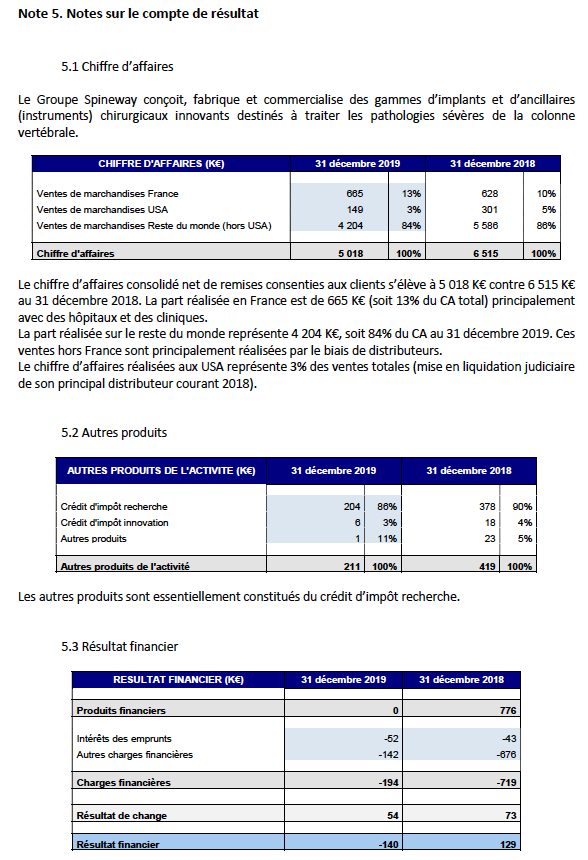 Note 5. Notes sur le compte de résultat
5.1 Chiffre d'affaires
Le Groupe Spineway conçoit, fabrique et commercialise des gammes d'implants et d'ancillaires
(instruments) chirurgicaux innovants destinés à traiter les pathologies sévères de la colonne
vertébrale.
CHIFFRE D'AFFAIRES (K€) 31 décembre 2019 31 décembre 2018
Ventes de marchandises France 665 13% 628 10%
Ventes de marchandises USA 149 3% 301 5%
Ventes de marchandises Reste du monde (hors USA) 4 204 84% 5 586 86%
Chiffre d'affaires 5 018 100% 6 515 100%
Le chiffre d'affaires consolidé net de remises consenties aux clients s'élève à 5 018 K€ contre 6 515 K€
au 31 décembre 2018. La part réalisée en France est de 665 K€ (soit 13% du CA total) principalement
avec des hôpitaux et des cliniques.
La part réalisée sur le reste du monde représente 4 204 K€, soit 84% du CA au 31 décembre 2019. Ces
ventes hors France sont principalement réalisées par le biais de distributeurs.
Le chiffre d'affaires réalisées aux USA représente 3% des ventes totales (mise en liquidation judiciaire
de son principal distributeur courant 2018).
5.2 Autres produits
AUTRES PRODUITS DE L'ACTIVITE (K€) 31 décembre 2019 31 décembre 2018
Crédit d'impôt recherche 204 86% 378 90%
Crédit d'impôt innovation 6 3% 18 4%
Autres produits 1 11% 23 5%
Autres produits de l'activité 211 100% 419 100%
Les autres produits sont essentiellement constitués du crédit d'impôt recherche.
5.3 Résultat financier
RESULTAT FINANCIER (K€) 31 décembre 2019 31 décembre 2018
Produits financiers 0 776
Intérêts des emprunts -52 -43
Autres charges financières -142 -676
Charges financières -194 -719
Résultat de change 54 73
Résultat financier -140 129